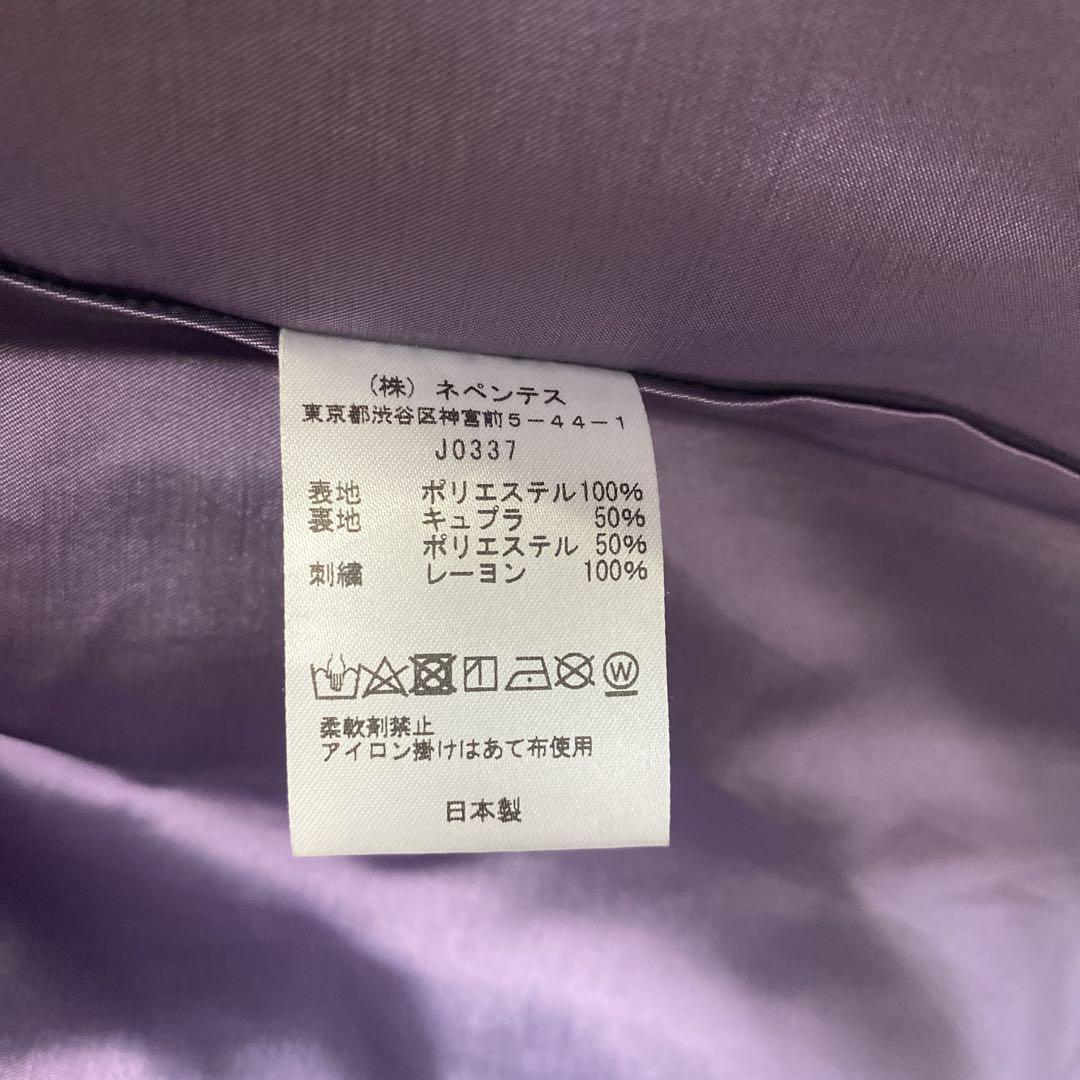 (株) ネペンテス
東京都渋谷区神宮前5-44-1
J0337
表地 ポリエステル100%
裏地 キュプラ 50%
ポリエステル 50%
刺繍 レーヨン 100%
W
柔軟剤禁止
アイロン掛けはあて布使用
日本製